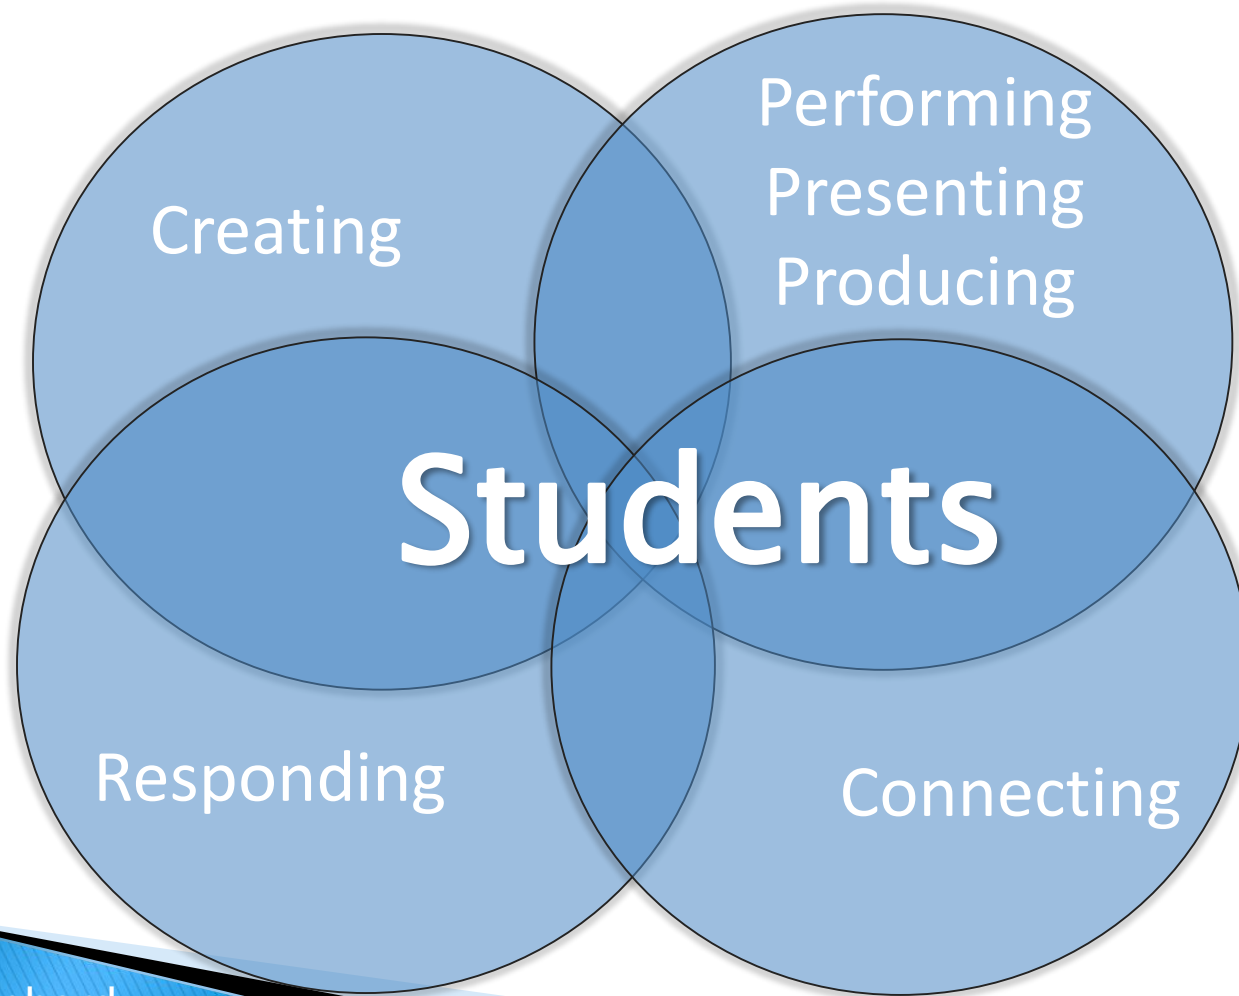 Creating
Performing
Presenting
Producing
Students
Responding
Connecting